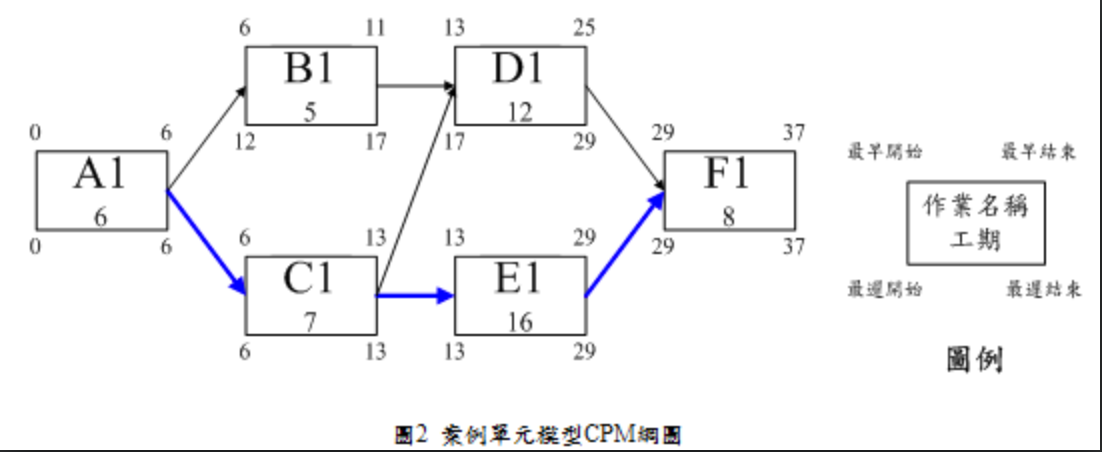 6 11 13 25
B1 D1
5 12
0 6 12 17 17 29 29 37
A1 F1
6 8
0 6 29 37
6 13 13 29
C1 E1
7 16
6 13 13 29
最早開始 最早結束
作業名稱
工期
最遲開始 最遲結束
圖例
圖2 案例單元模型CPM網圖